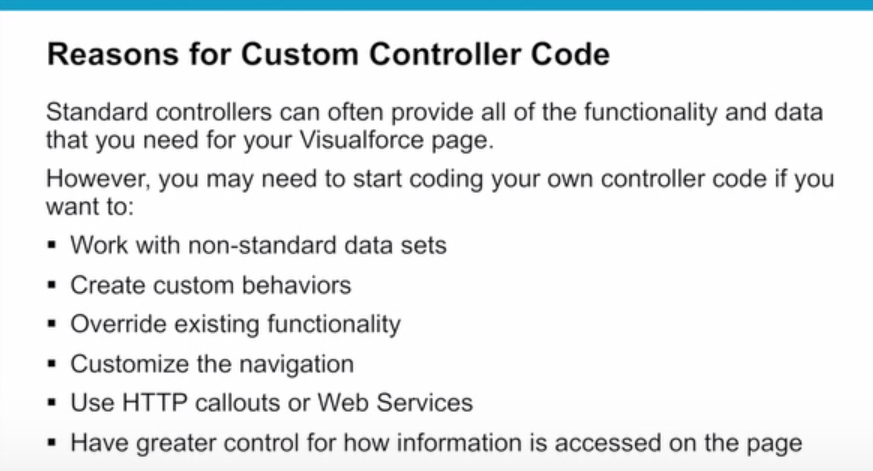 Reasons for Custom Controller Code
Standard controllers can often provide all of the functionality and data
that you need for your Visualforce page.
However, you may need to start coding your own controller code if you
want to:
▪ Work with non-standard data sets
▪ Create custom behaviors
▪ Override existing functionality
▪ Customize the navigation
▪ Use HTTP callouts or Web Services
▪ Have greater control for how information is accessed on the page